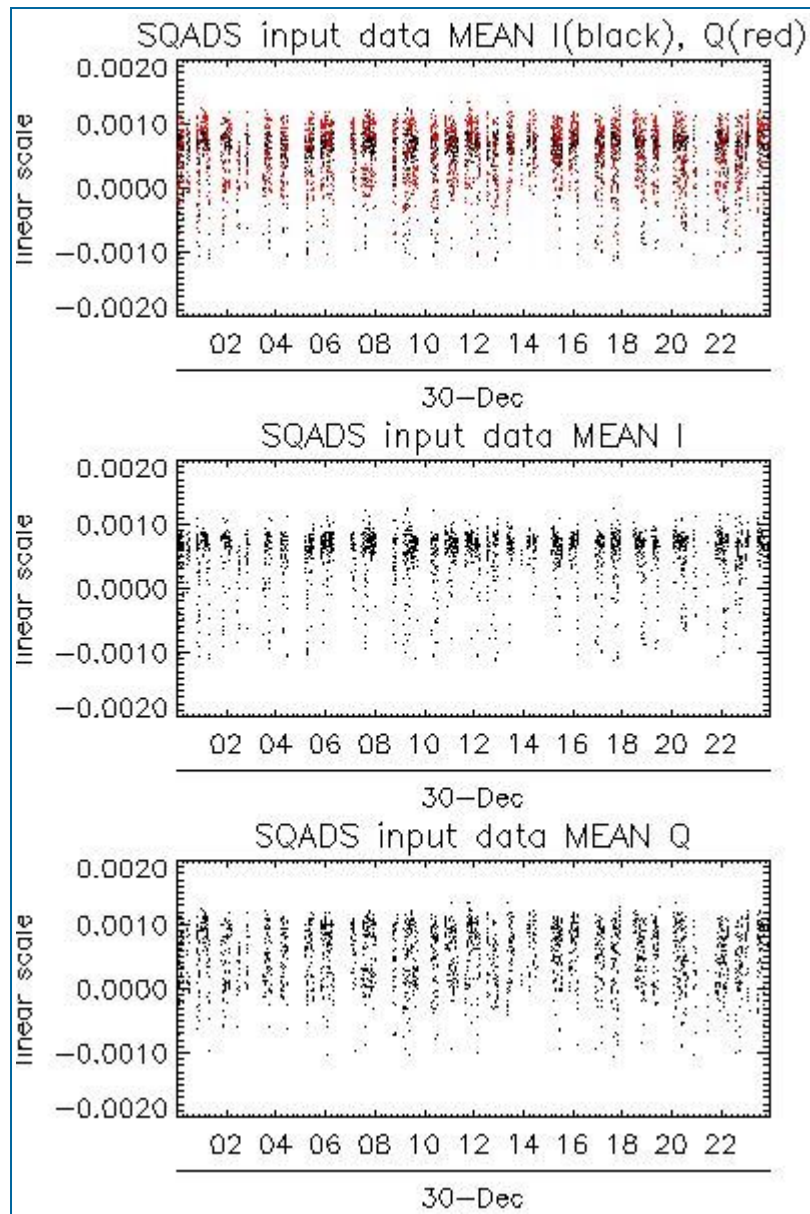 SQADS input data MEAN I(black), Q(red)
0.0020
0.0010
0.0000
−0.0010
−0.0020
linear scale
02 04 06 08 10 12 14 16 18 20 22
30−Dec
SQADS input data MEAN I
0.0020
0.0010
0.0000
−0.0010
−0.0020
linear scale
02 04 06 08 10 12 14 16 18 20 22
30−Dec
SQADS input data MEAN Q
0.0020
0.0010
0.0000
−0.0010
−0.0020
linear scale
02 04 06 08 10 12 14 16 18 20 22
30−Dec